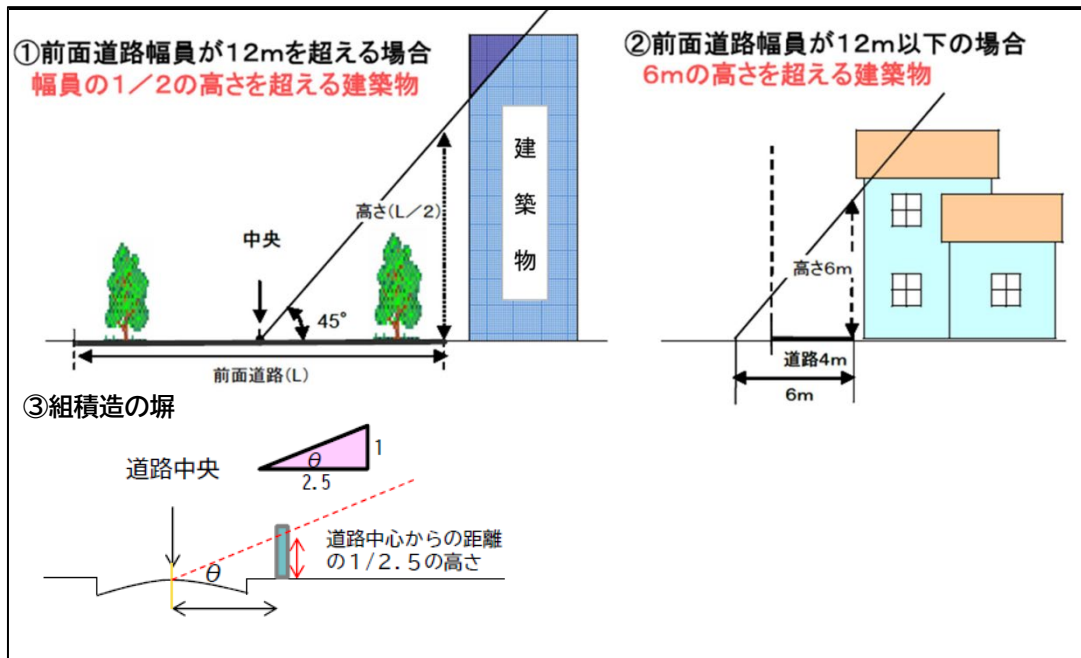 ①前面道路幅員が12mを超える場合
幅員の1/2の高さを超える建築物
建築物
高さ(L/2)
中央
45°
前面道路(L)
②前面道路幅員が12m以下の場合
6mの高さを超える建築物
高さ6m
道路4m
6m
③組積造の塀
θ
1
2.5
道路中央
θ
道路中心からの距離
の1/2.5の高さ